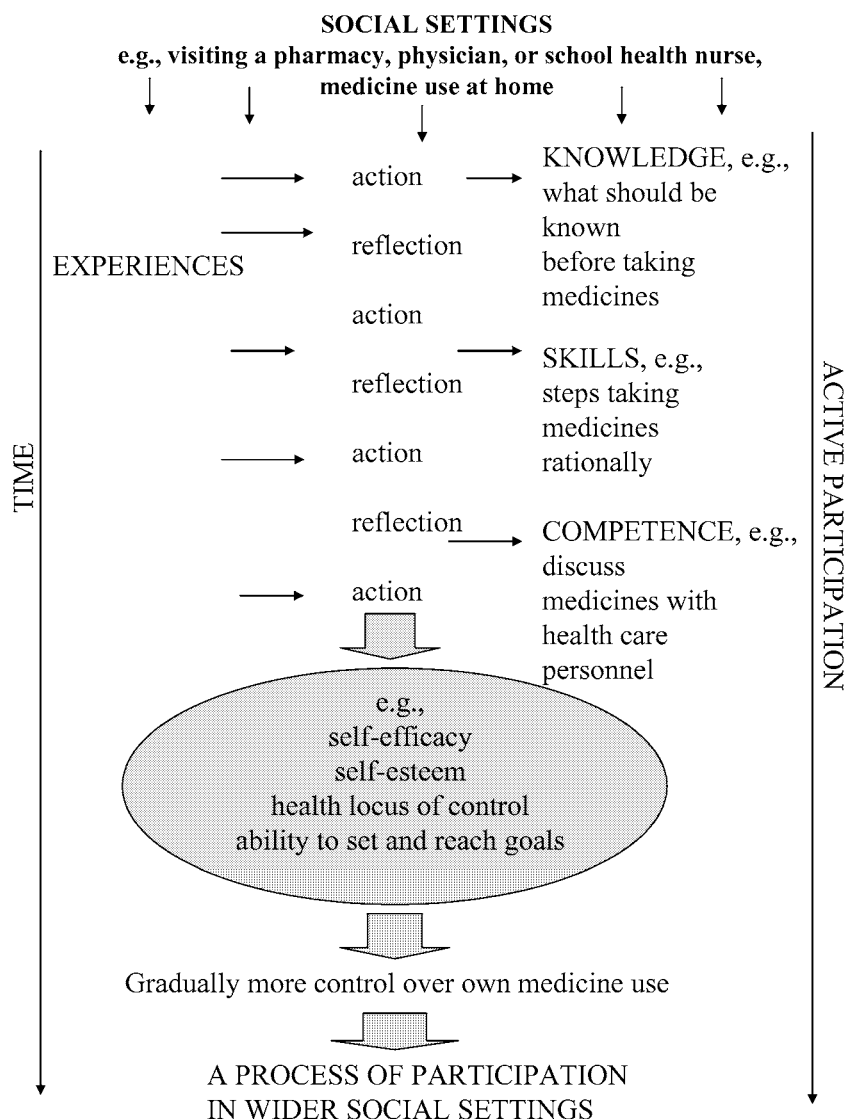 SOCIAL SETTINGS
e.g., visiting a pharmacy, physician, or school health nurse,
medicine use at home
TIME
EXPERIENCES
action
reflection
action
reflection
action
reflection
action
KNOWLEDGE, e.g.,
what should be
known
before taking
medicines
SKILLS, e.g.,
steps taking
medicines
rationally
COMPETENCE, e.g.,
discuss
medicines with
health care
personnel
ACTIVE PARTICIPATION
e.g.,
self-efficacy
self-esteem
health locus of control
ability to set and reach goals
Gradually more control over own medicine use
A PROCESS OF PARTICIPATION
IN WIDER SOCIAL SETTINGS